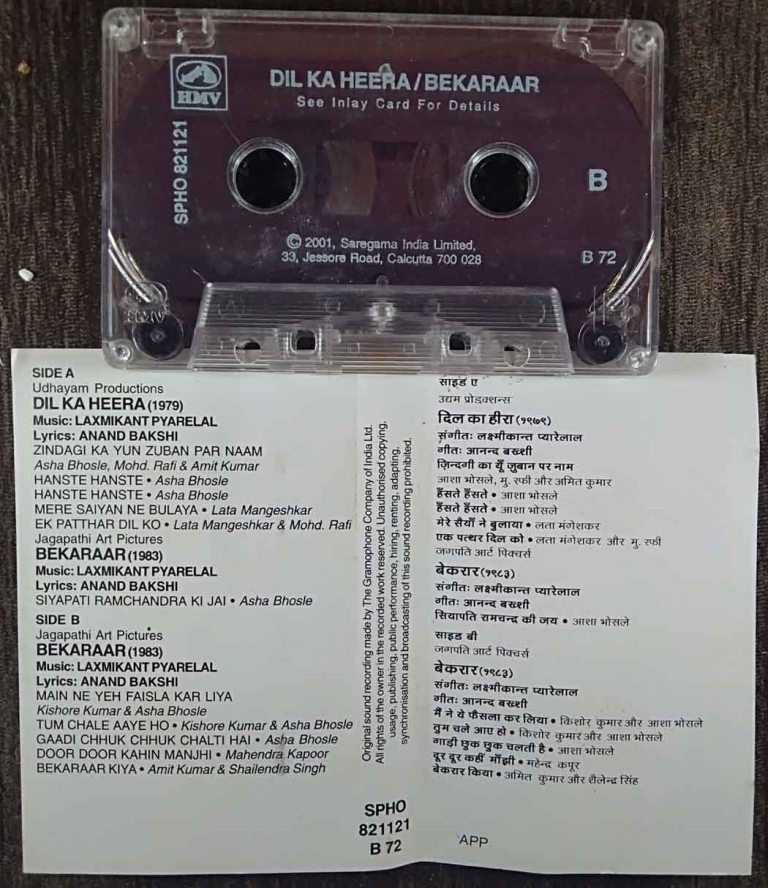 HMV
DIL KA HEERA/BEKARAAR
See Inlay Card For Details
SPHO 821121
B
© 2001, Saregama India Limited,
33, Jessore Road, Calcutta 700 028
B 72
SIDE A
Udhayam Productions
DIL KA HEERA (1979)
Music: LAXMIKANT PYARELAL
Lyrics: ANAND BAKSHI
ZINDAGI KA YUN ZUBAN PAR NAAM
Asha Bhosle, Mohd. Rafi & Amit Kumar
HANSTE HANSTE • Asha Bhosle
HANSTE HANSTE • Asha Bhosle
MERE SAIYAN NE BULAYA • Lata Mangeshkar
EK PATTHAR DIL KO • Lata Mangeshkar & Mohd. Rafi
Jagapathi Art Pictures
BEKARAAR (1983)
Music: LAXMIKANT PYARELAL
Lyrics: ANAND BAKSHI
SIYAPATI RAMCHANDRA KI JAI • Asha Bhosle
SIDE B
Jagapathi Art Pictures
BEKARAAR (1983)
Music: LAXMIKANT PYARELAL
Lyrics: ANAND BAKSHI
MAIN NE YEH FAISLA KAR LIYA
Kishore Kumar & Asha Bhosle
TUM CHALE AAYE HO • Kishore Kumar & Asha Bhosle
GAADI CHHUK CHHUK CHALTI HAI • Asha Bhosle
DOOR DOOR KAHIN MANJHI • Mahendra Kapoor
BEKARAAR KIYA • Amit Kumar & Shailendra Singh
Original sound recording made by The Gramophone Company of India Ltd.
All rights of the owner in the recorded work reserved. Unauthorised copying,
usage, publishing, public performance, hiring, renting, adapting,
synchronisation and broadcasting of this sound recording prohibited.
SPHO
821121
B 72
साइड ए
उद्यम प्रोडक्शन्स
दिल का हीरा (१९७९)
संगीतः लक्ष्मीकान्त प्यारेलाल
गीतः आनन्द बख्शी
ज़िन्दगी का यूँ ज़ुबान पर नाम
आशा भोसले, मु. रफी और अमित कुमार
हँसते हँसते • आशा भोसले
हँसते हँसते • आशा भोसले
मेरे सैयाँ ने बुलाया • लता मंगेशकर
एक पत्थर दिल को • लता मंगेशकर और मु. रफी
जगपति आर्ट पिक्चर्स
बेकरार (१९८३)
संगीतः लक्ष्मीकान्त प्यारेलाल
गीतः आनन्द बख्शी
सियापति रामचन्द्र की जय • आशा भोसले
साइड बी
जगपति आर्ट पिक्चर्स
बेकरार (१९८३)
संगीतः लक्ष्मीकान्त प्यारेलाल
गीतः आनन्द बख्शी
मैं ने ये फैसला कर लिया • किशोर कुमार और आशा भोसले
तुम चले आए हो • किशोर कुमार और आशा भोसले
गाड़ी छुक छुक चलती है • आशा भोसले
दूर दूर कहीं माँझी • महेन्द्र कपूर
बेकरार किया • अमित कुमार और शैलेन्द्र सिंह
APP